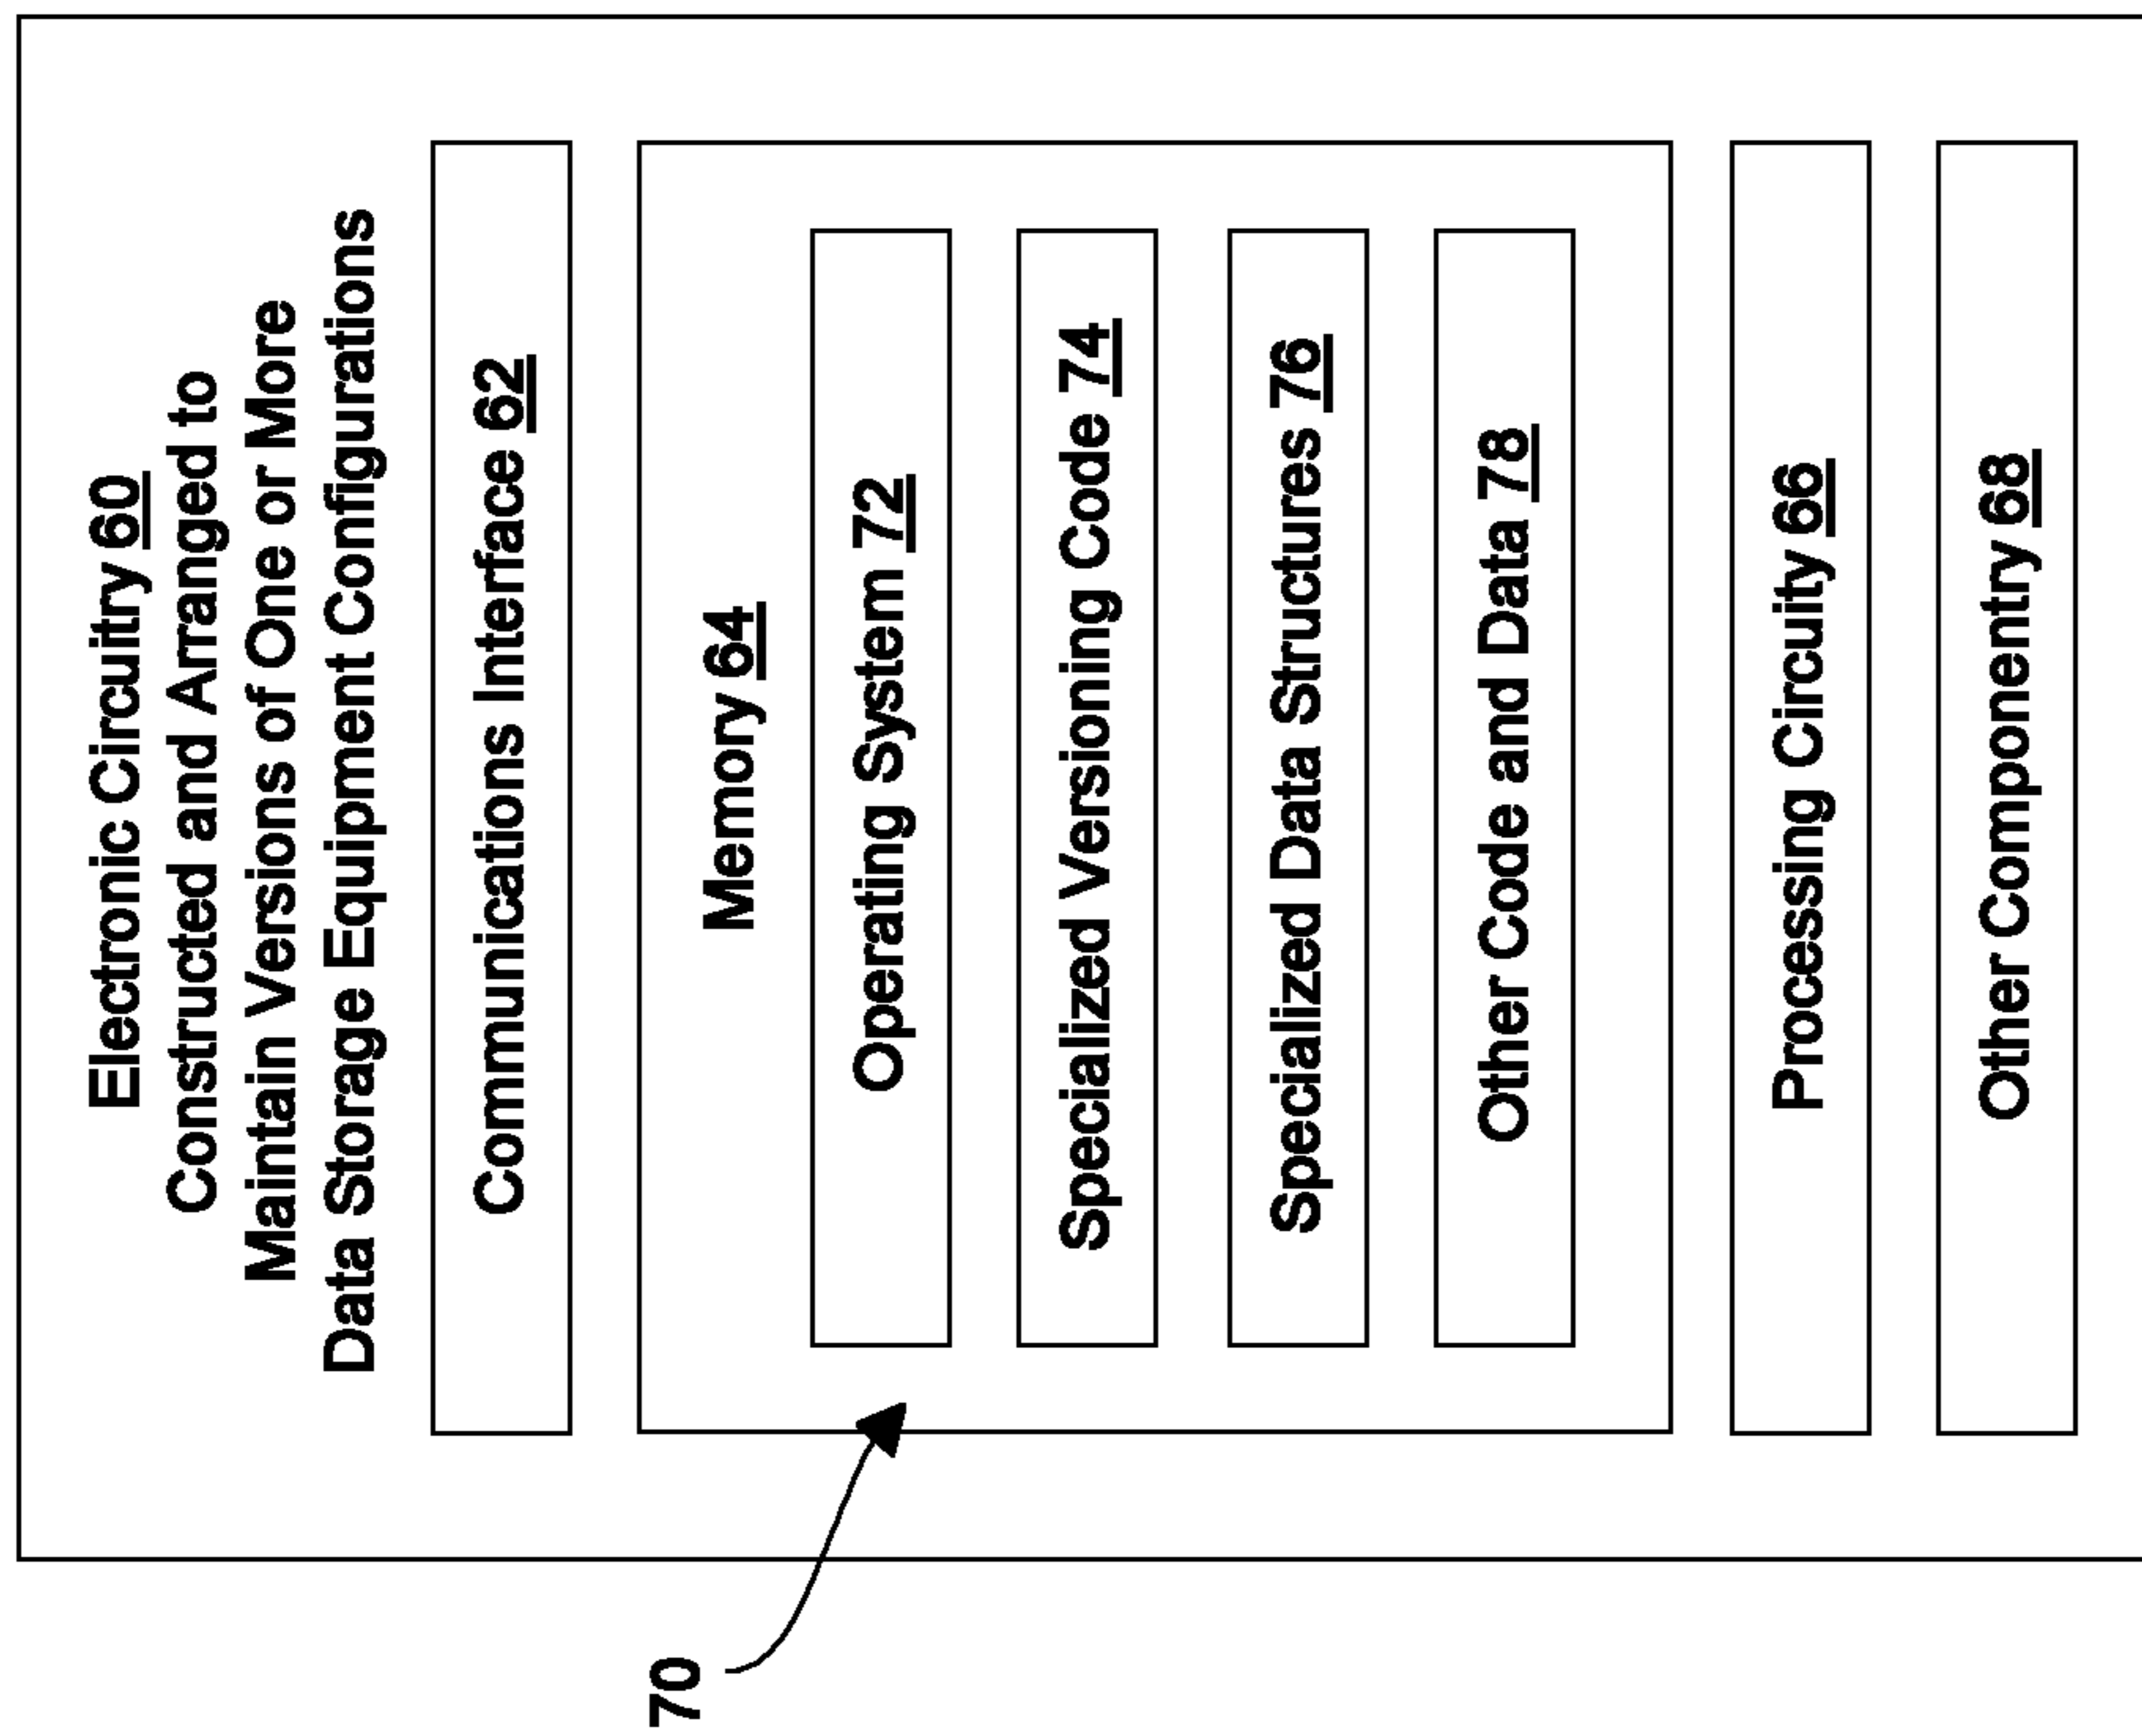 Electronic Circuitry 60
Constructed and Arranged to
Maintain Versions of One or More
Data Storage Equipment Configurations
Communications Interface 62
Memory 64
70
Operating System 72
Specialized Versioning Code 74
Specialized Data Structures 76
Other Code and Data 78
Processing Circuity 66
Other Componentry 68